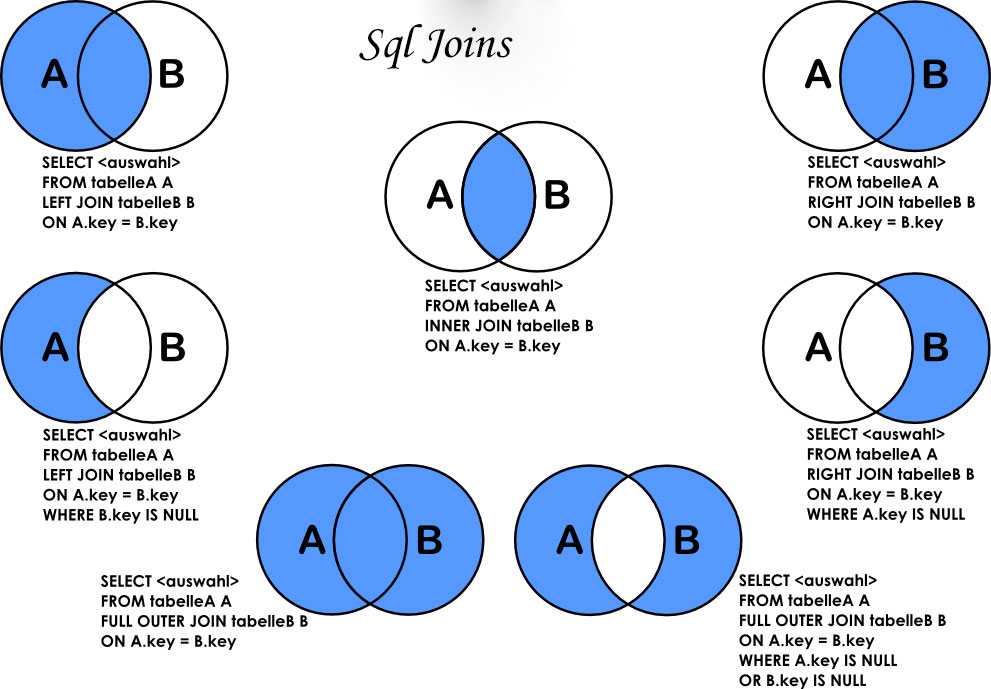 Sql Joins
A B
SELECT <auswahl>
FROM tabelleA A
LEFT JOIN tabelleB B
ON A.key = B.key
A B
SELECT <auswahl>
FROM tabelleA A
INNER JOIN tabelleB B
ON A.key = B.key
A B
SELECT <auswahl>
FROM tabelleA A
RIGHT JOIN tabelleB B
ON A.key = B.key
A B
SELECT <auswahl>
FROM tabelleA A
LEFT JOIN tabelleB B
ON A.key = B.key
WHERE B.key IS NULL
A B
SELECT <auswahl>
FROM tabelleA A
RIGHT JOIN tabelleB B
ON A.key = B.key
WHERE A.key IS NULL
A B
SELECT <auswahl>
FROM tabelleA A
FULL OUTER JOIN tabelleB B
ON A.key = B.key
A B
SELECT <auswahl>
FROM tabelleA A
FULL OUTER JOIN tabelleB B
ON A.key = B.key
WHERE A.key IS NULL
OR B.key IS NULL